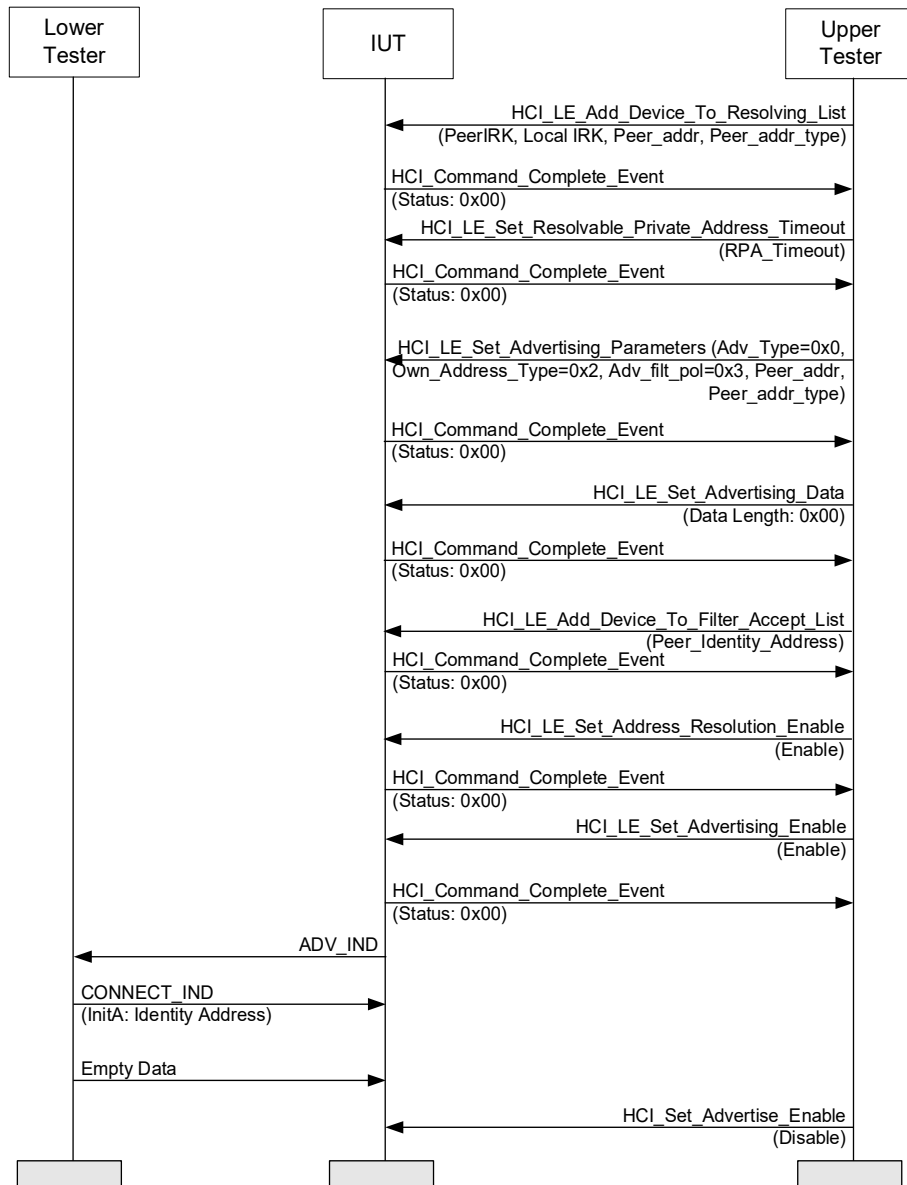 Lower
Tester
IUT
Upper
Tester
HCI_LE_Add_Device_To_Resolving_List
(PeerIRK, Local IRK, Peer_addr, Peer_addr_type)
HCI_Command_Complete_Event
(Status: 0x00)
HCI_LE_Set_Resolvable_Private_Address_Timeout
(RPA_Timeout)
HCI_Command_Complete_Event
(Status: 0x00)
HCI_LE_Set_Advertising_Parameters (Adv_Type=0x0,
Own_Address_Type=0x2, Adv_filt_pol=0x3, Peer_addr,
Peer_addr_type)
HCI_Command_Complete_Event
(Status: 0x00)
HCI_LE_Set_Advertising_Data
(Data Length: 0x00)
HCI_Command_Complete_Event
(Status: 0x00)
HCI_LE_Add_Device_To_Filter_Accept_List
(Peer_Identity_Address)
HCI_Command_Complete_Event
(Status: 0x00)
HCI_LE_Set_Address_Resolution_Enable
(Enable)
HCI_Command_Complete_Event
(Status: 0x00)
HCI_LE_Set_Advertising_Enable
(Enable)
HCI_Command_Complete_Event
(Status: 0x00)
ADV_IND
CONNECT_IND
(InitA: Identity Address)
Empty Data
HCI_Set_Advertise_Enable
(Disable)